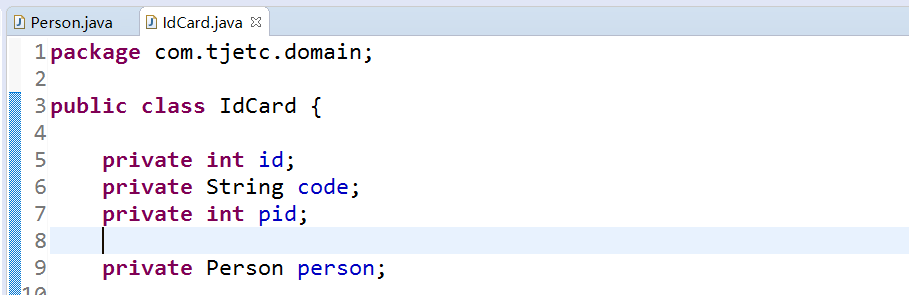 Person.java IdCard.java
1 package com.tjetc.domain;
2
3 public class IdCard {
4
5 private int id;
6 private String code;
7 private int pid;
8
9 private Person person;
10